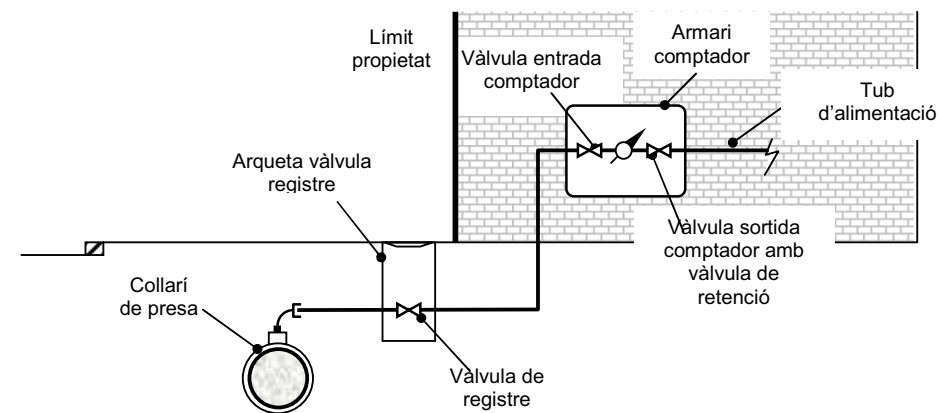 Límit
propietat
Armari
comptador
Vàlvula entrada
comptador
Tub
d'alimentació
Arqueta vàlvula
registre
Vàlvula sortida
comptador amb
vàlvula de
retenció
Collarí
de presa
Vàlvula de
registre